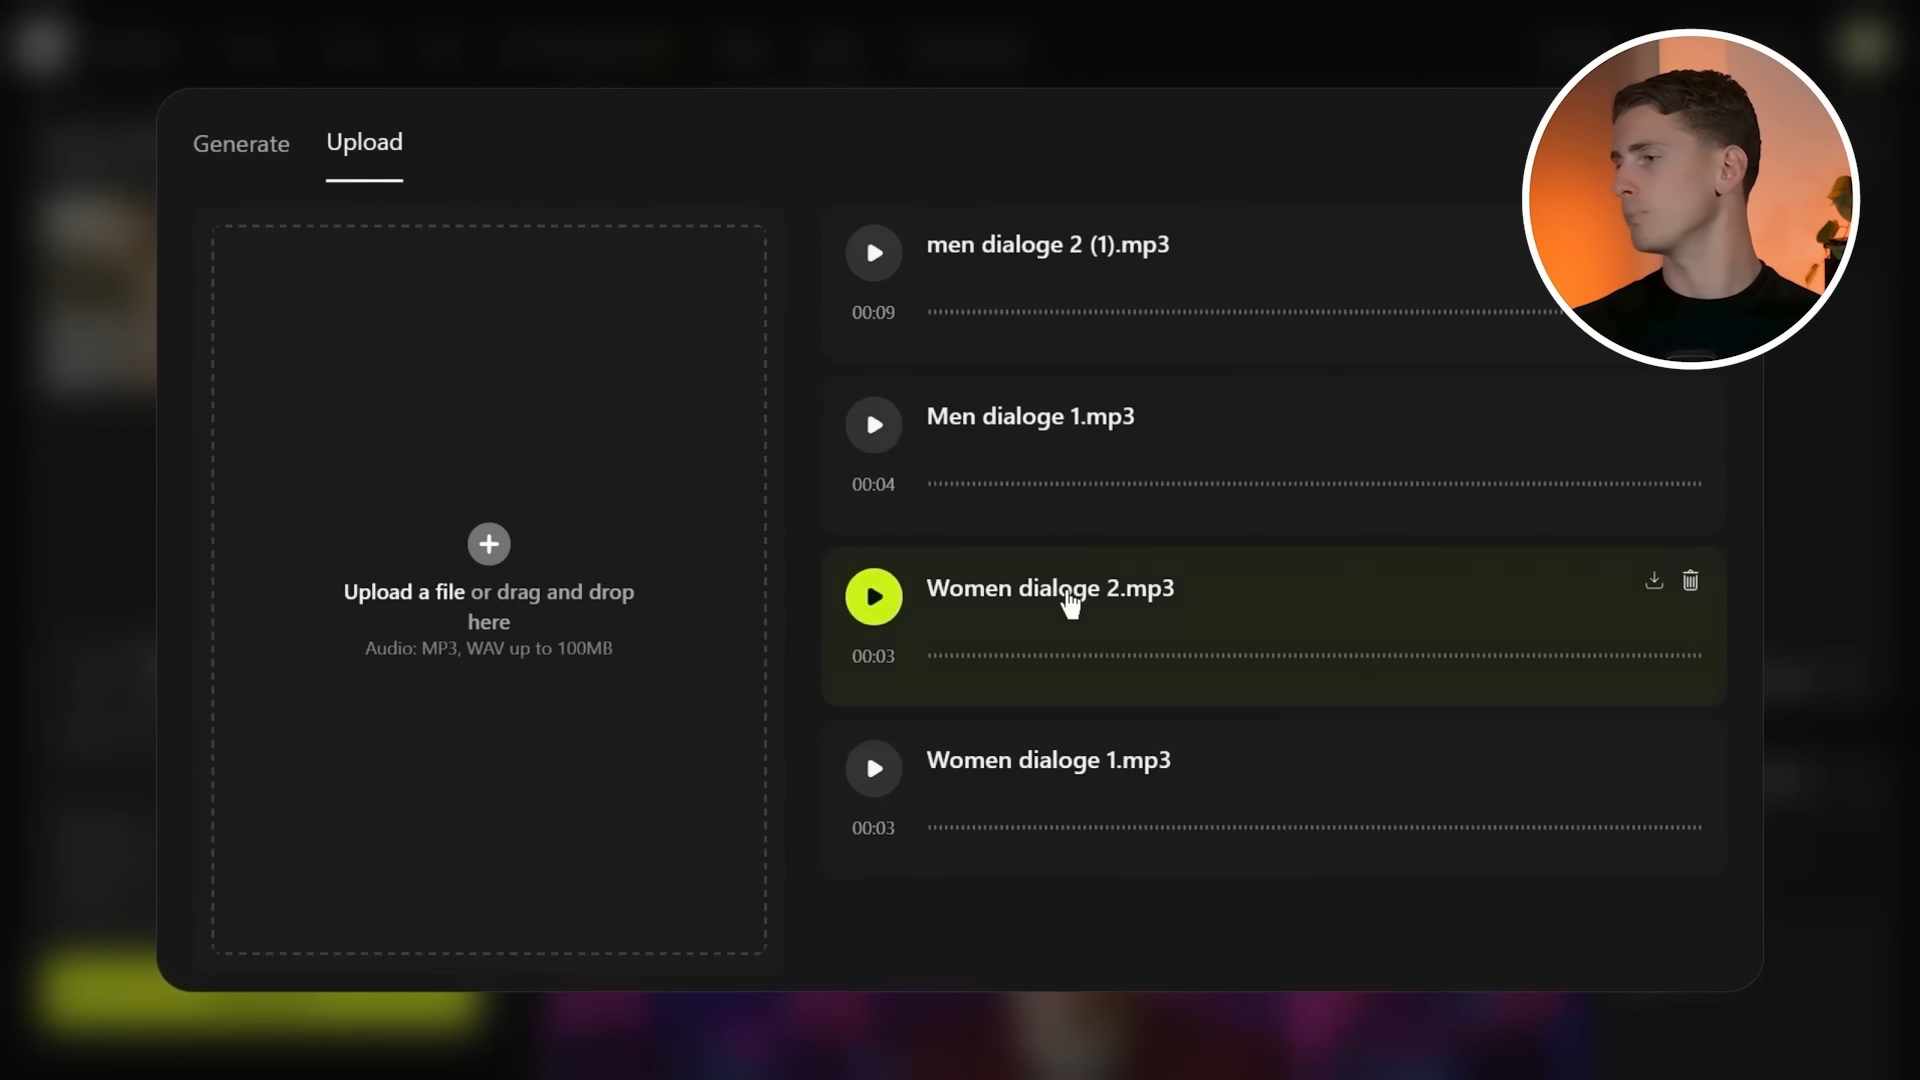 Generate
Upload
Upload a file or drag and drop
here
Audio: MP3, WAV up to 100MB
men dialoge 2 (1).mp3
00:09
Men dialoge 1.mp3
00:04
Women dialoge 2.mp3
00:03
Women dialoge 1.mp3
00:03